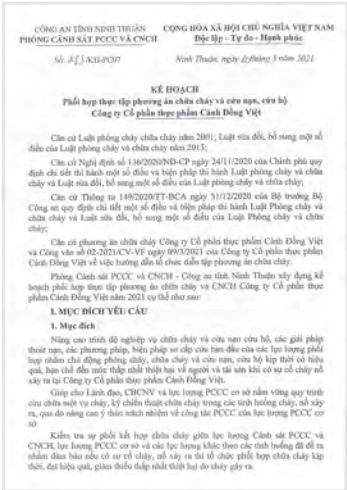 CÔNG AN TỈNH NINH THUẬN
PHÒNG CẢNH SÁT PCCC VÀ CNCH
CỘNG HÒA XÃ HỘI CHỦ NGHĨA VIỆT NAM
Độc lập - Tự do - Hạnh phúc
Số: /KH-PC07
Ninh Thuận, ngày tháng 3 năm 2021
KẾ HOẠCH
Phối hợp thực tập phương án chữa cháy và cứu nạn, cứu hộ
Công ty Cổ phần thực phẩm Cánh Đồng Việt
Căn cứ Luật phòng cháy chữa cháy năm 2001; Luật sửa đổi, bổ sung một số
điều của Luật phòng cháy và chữa cháy năm 2013;
Căn cứ Nghị định số 136/2020/NĐ-CP ngày 24/11/2020 của Chính phủ quy
định chi tiết thi hành một số điều và biện pháp thi hành Luật Phòng cháy và chữa
cháy và Luật sửa đổi, bổ sung một số điều của Luật Phòng cháy và chữa cháy;
Căn cứ Thông tư 149/2020/TT-BCA ngày 31/12/2020 của Bộ trưởng Bộ
Công an quy định chi tiết một số điều và biện pháp thi hành Luật Phòng cháy và
chữa cháy và Luật sửa đổi, bổ sung một số điều của Luật Phòng cháy và chữa
cháy;
Căn cứ phương án chữa cháy Công ty Cổ phần thực phẩm Cánh Đồng Việt
và Công văn số 02-2021/CV-VF ngày 09/3/2021 của Công ty Cổ phần thực phẩm
Cánh Đồng Việt về việc hướng dẫn tổ chức diễn tập phương án chữa cháy.
Phòng Cảnh sát PCCC và CNCH - Công an tỉnh Ninh Thuận xây dựng kế
hoạch phối hợp thực tập phương án chữa cháy và CNCH Công ty Cổ phần thực
phẩm Cánh Đồng Việt năm 2021 cụ thể như sau:
I. MỤC ĐÍCH YÊU CẦU
1. Mục đích
Nâng cao trình độ nghiệp vụ chữa cháy và cứu nạn cứu hộ, các giải pháp
thoát nạn, các phương pháp, biện pháp sơ cấp cứu ban đầu của các lực lượng phối
hợp nhằm chủ động phòng cháy, chữa cháy và cứu nạn, cứu hộ kịp thời có hiệu
quả, hạn chế đến mức thấp nhất thiệt hại về người và tài sản khi có sự cố cháy nổ
xảy ra tại Công ty Cổ phần thực phẩm Cánh Đồng Việt.
Giúp cho Lãnh đạo, CBCNV và lực lượng PCCC cơ sở nắm vững quy trình
cứu chữa một vụ cháy, kỹ chiến thuật chữa cháy trong các tình huống cháy, nổ xảy
ra, qua đó nâng cao ý thức trách nhiệm về công tác PCCC của lực lượng PCCC cơ
sở.
Kiểm tra sự phối kết hợp chữa cháy giữa lực lượng Cảnh sát PCCC và
CNCH, lực lượng PCCC cơ sở và các lực lượng khác theo các tình huống đã đề ra
nhằm đảm bảo nếu có sự cố cháy, nổ xảy ra thì tổ chức phối hợp chữa cháy kịp
thời, đạt hiệu quả, giảm thiểu thấp nhất thiệt hại do cháy gây ra.